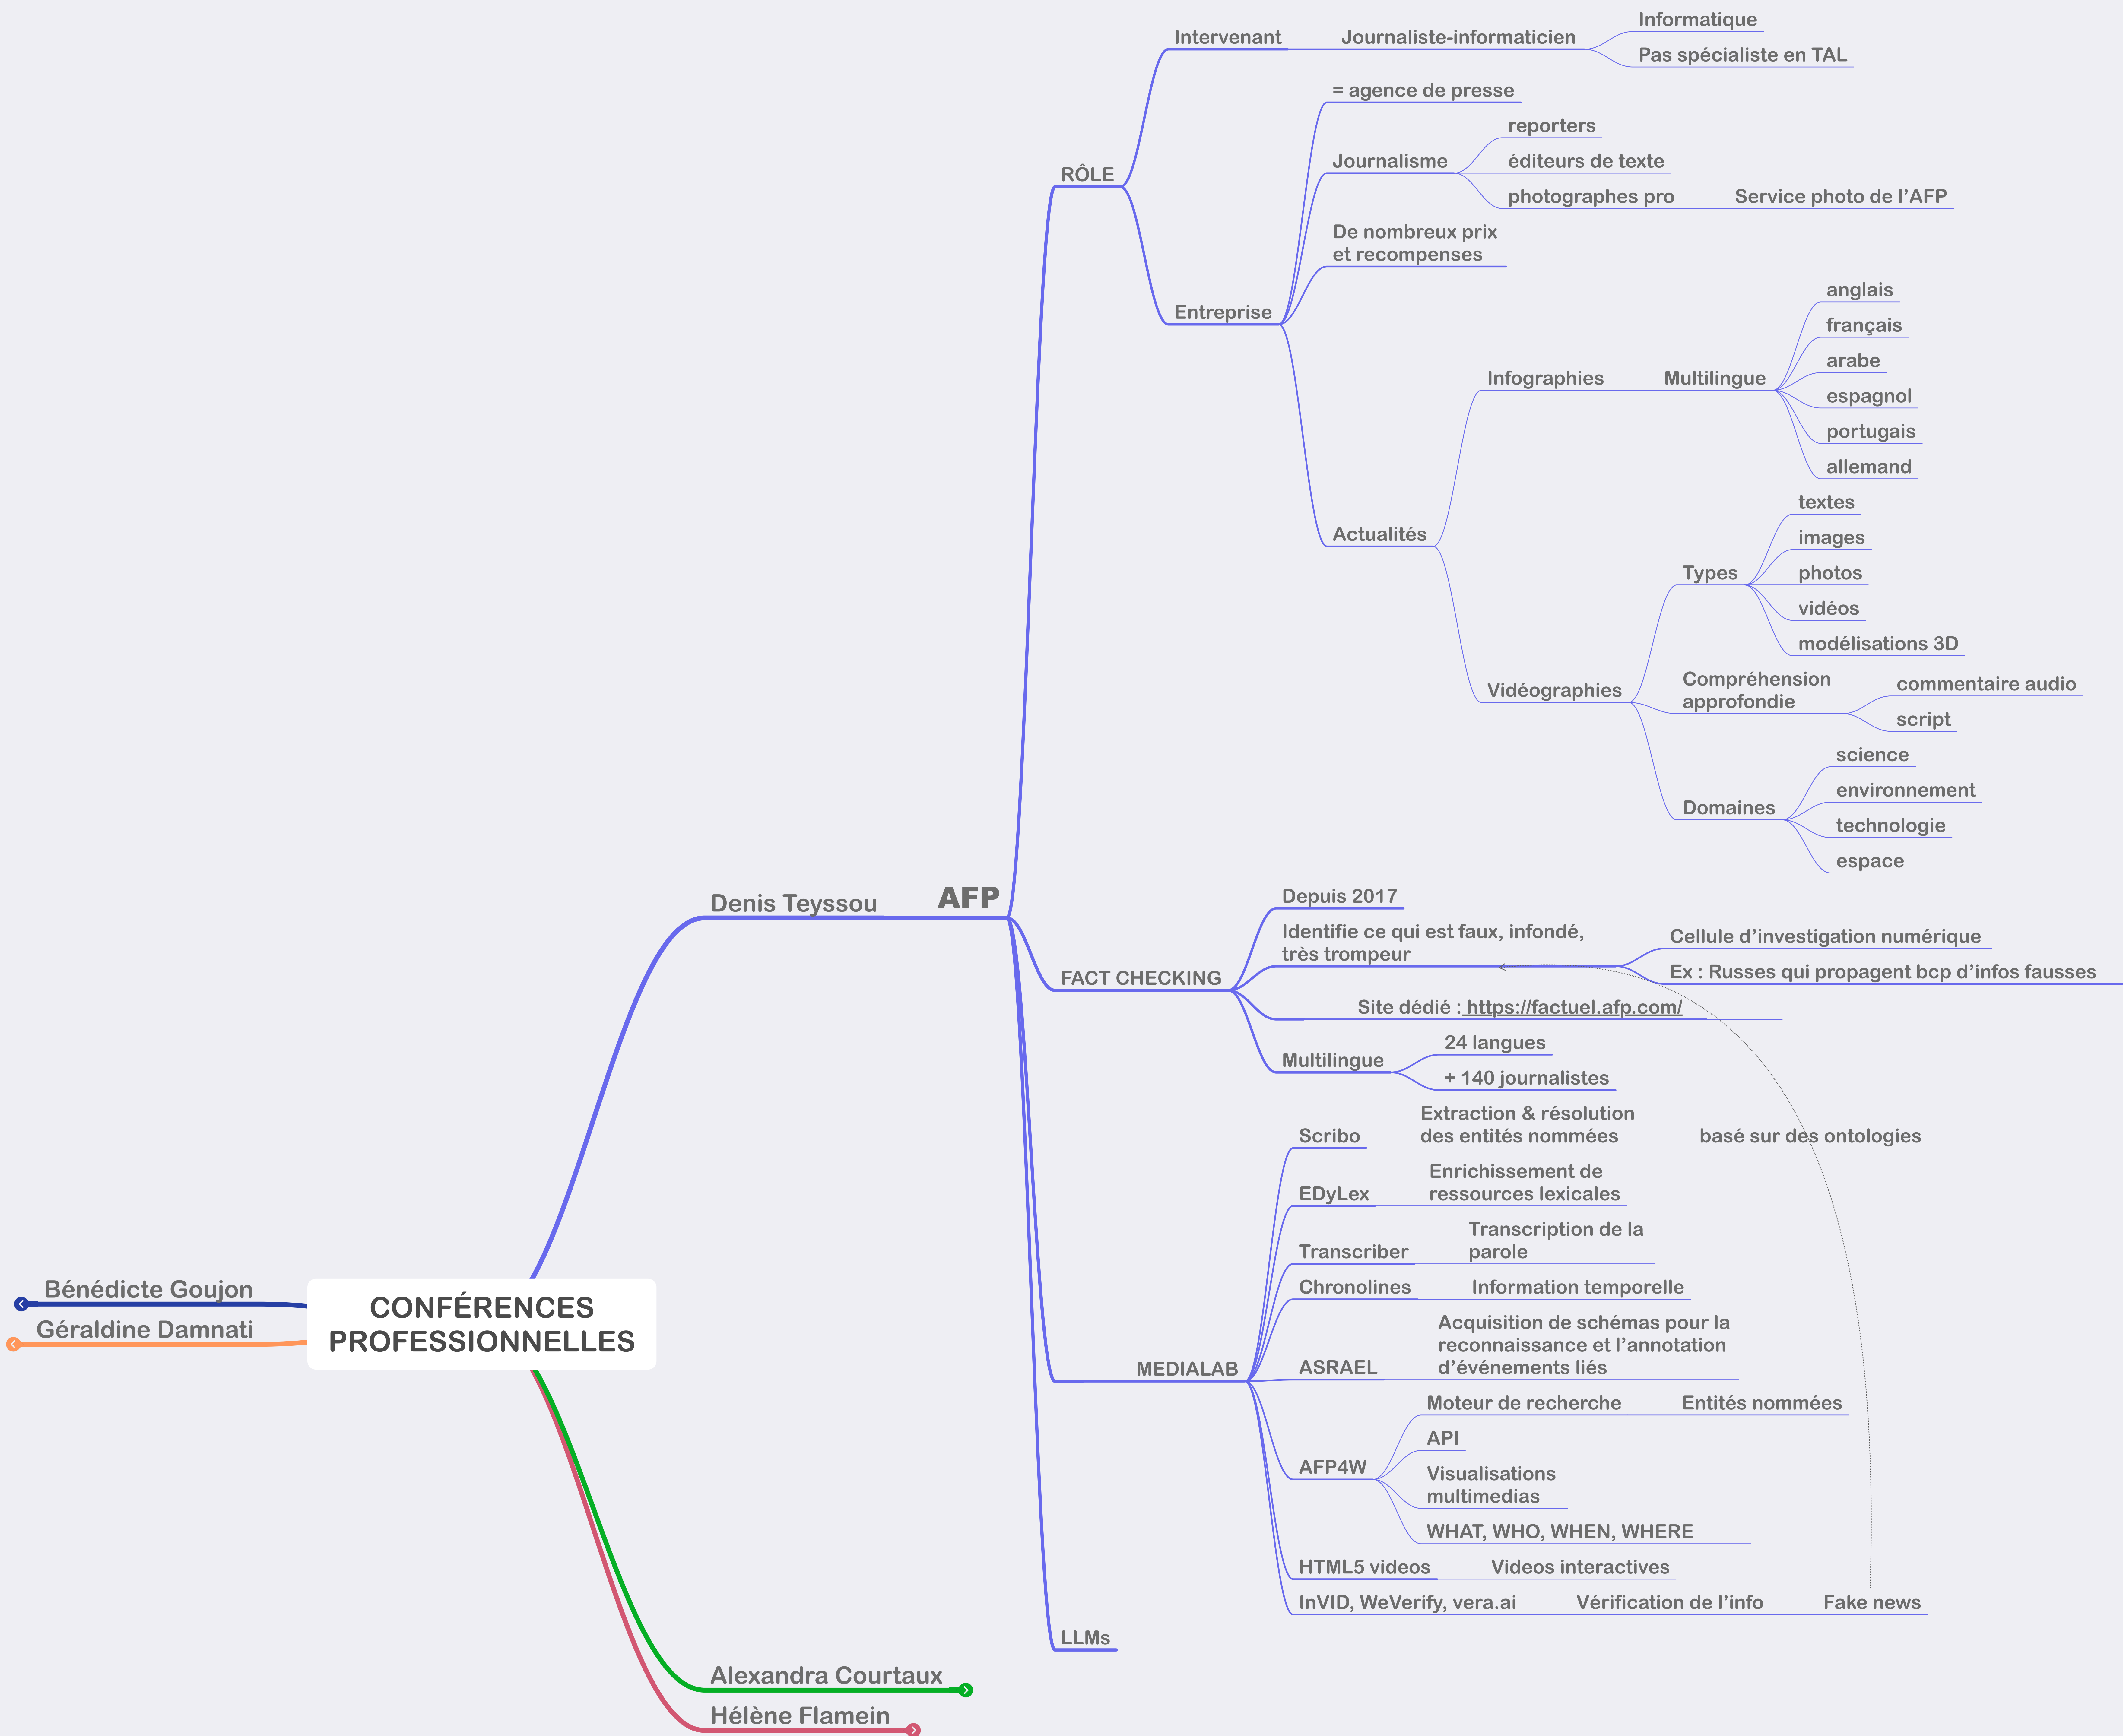 CONFÉRENCES
PROFESSIONNELLES
Denis Teyssou
AFP
RÔLE
Intervenant
Journaliste-informaticien
Informatique
Pas spécialiste en TAL
Entreprise
= agence de presse
Journalisme
reporters
éditeurs de texte
photographes pro
Service photo de l’AFP
De nombreux prix
et recompenses
Actualités
Infographies
Multilingue
anglais
français
arabe
espagnol
portugais
allemand
Vidéographies
Types
textes
images
photos
vidéos
modélisations 3D
Compréhension
approfondie
commentaire audio
script
Domaines
science
environnement
technologie
espace
FACT CHECKING
Depuis 2017
Identifie ce qui est faux, infondé,
très trompeur
Cellule d’investigation numérique
Ex : Russes qui propagent bcp d’infos fausses
Site dédié : https://factuel.afp.com/
Multilingue
24 langues
+ 140 journalistes
MEDIALAB
Scribo
Extraction & résolution
des entités nommées
basé sur des ontologies
EDyLex
Enrichissement de
ressources lexicales
Transcriber
Transcription de la
parole
Chronolines
Information temporelle
ASRAEL
Acquisition de schémas pour la
reconnaissance et l’annotation
d’événements liés
AFP4W
Moteur de recherche
Entités nommées
API
Visualisations
multimedias
WHAT, WHO, WHEN, WHERE
HTML5 videos
Videos interactives
InVID, WeVerify, vera.ai
Vérification de l’info
Fake news
LLMs
Alexandra Courtaux
Hélène Flamein
Bénédicte Goujon
Géraldine Damnati